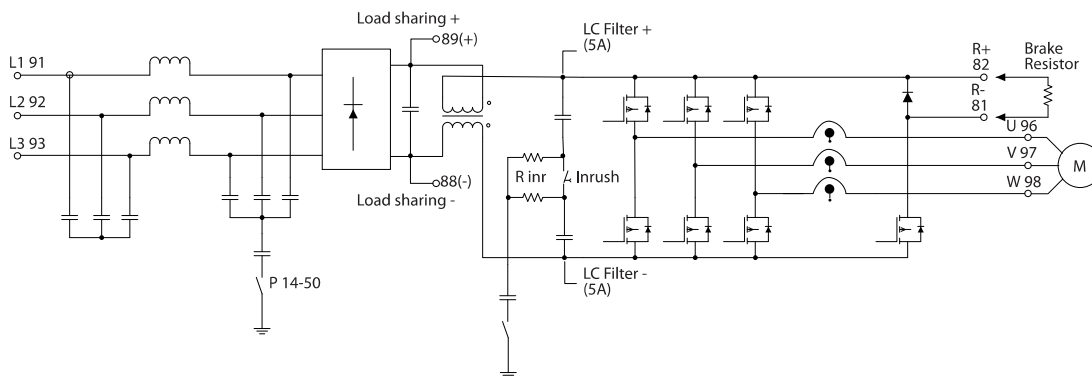 Load sharing +
89(+)
LC Filter +
(5A)
R+
82
Brake
Resistor
L1 91
R-
81
L2 92
U 96
L3 93
V 97
M
R inr
Inrush
88(-)
W 98
Load sharing -
P 14-50
LC Filter -
(5A)